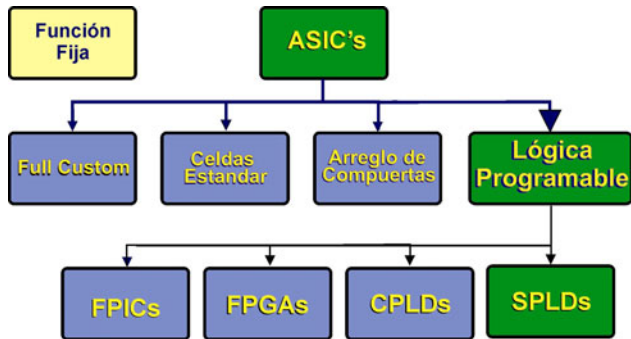 Función
Fija
ASIC's
Full Custom
Celdas
Estandar
Arreglo de
Compuertas
Lógica
Programable
FPICs
FPGAs
CPLDs
SPLDs